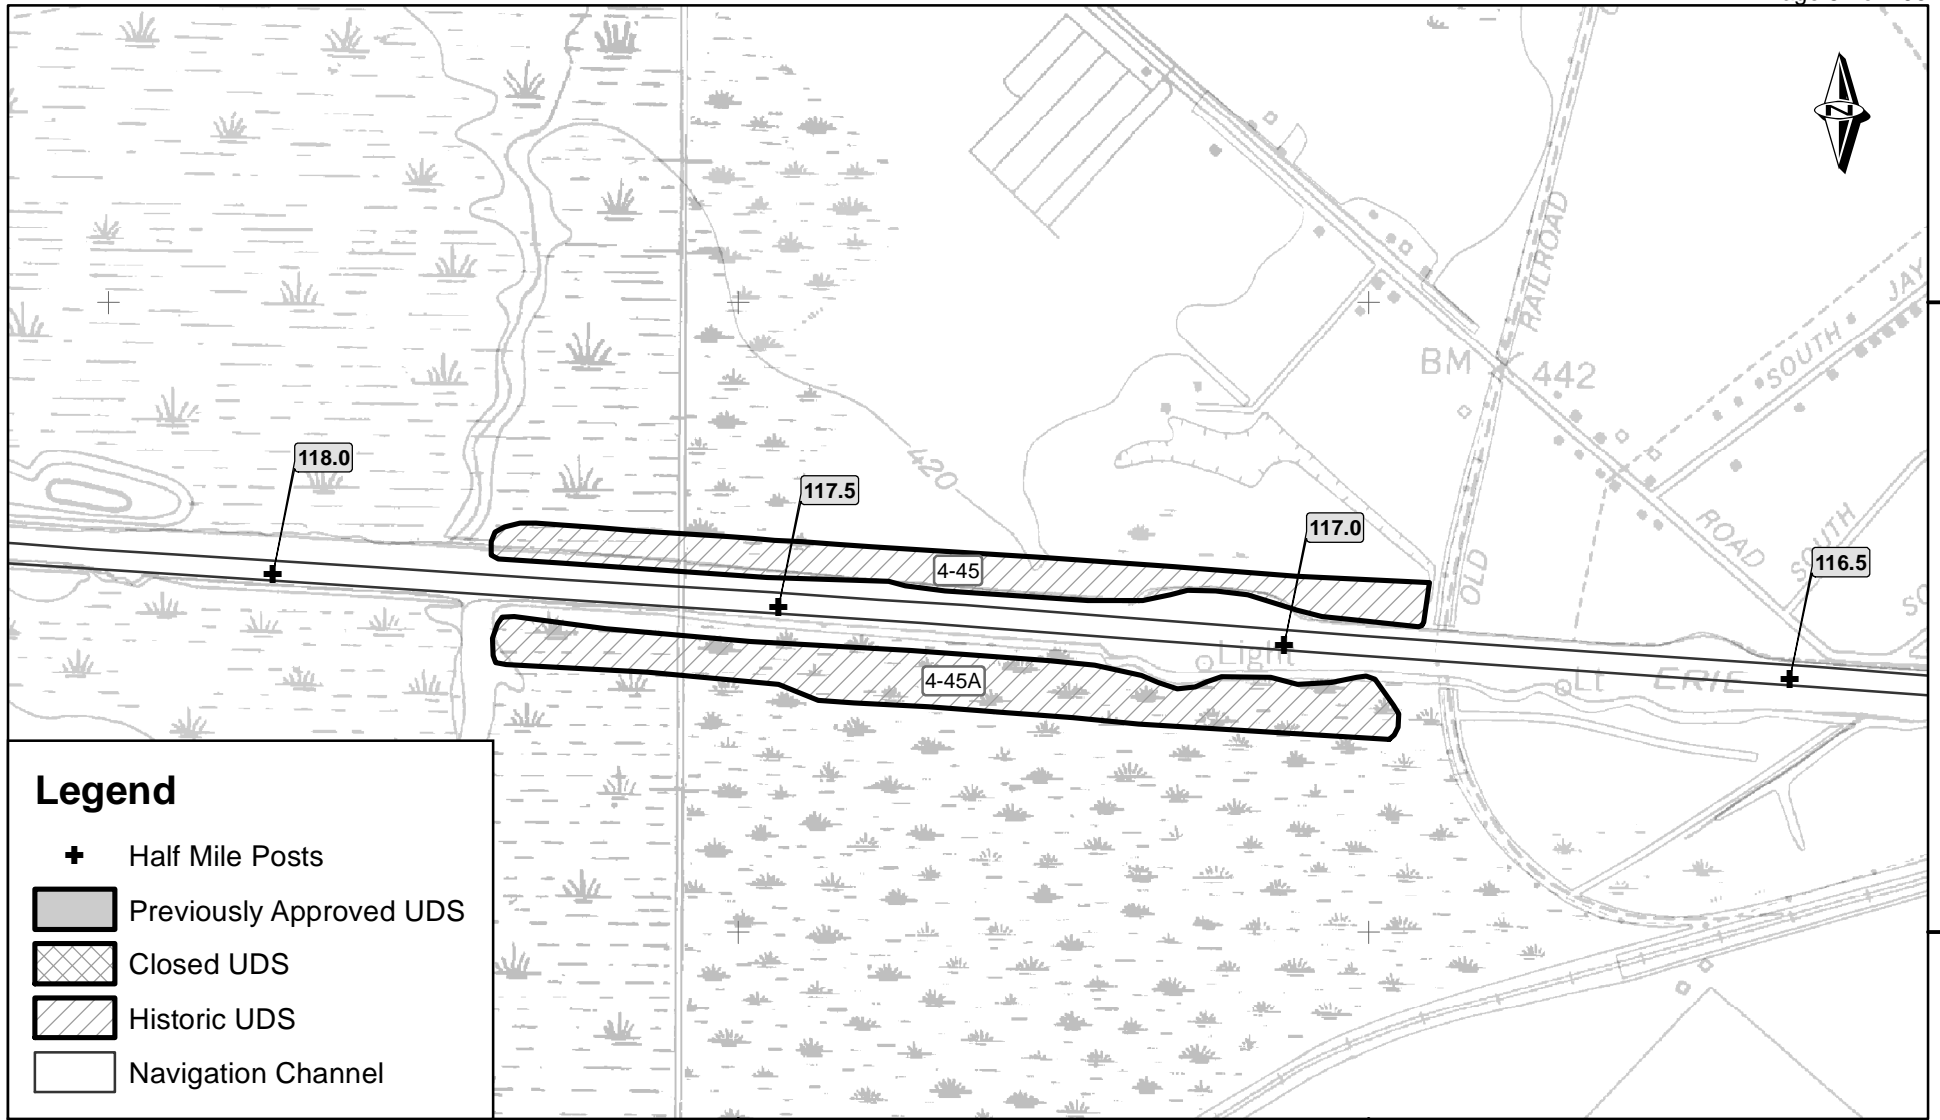 N
RAILROAD
JAY
SOUTH
BM 442
118.0
420
117.5
117.0
ROAD
SOUTH
SO
OLD
116.5
4-45
Light
4-45A
Lt ERIE
Legend
Half Mile Posts
Previously Approved UDS
Closed UDS
Historic UDS
Navigation Channel